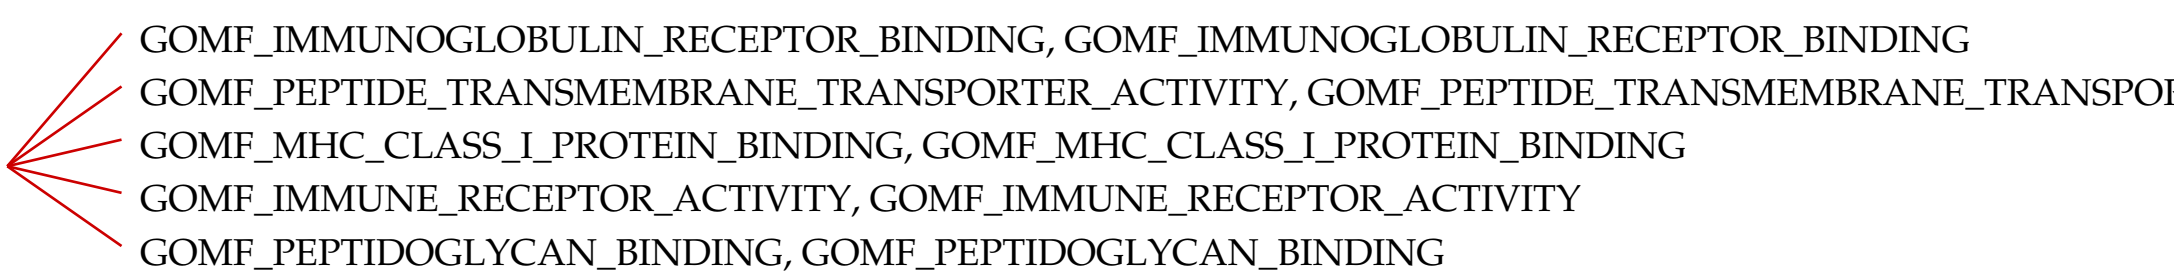 GOMF_IMMUNOGLOBULIN_RECEPTOR_BINDING, GOMF_IMMUNOGLOBULIN_RECEPTOR_BINDING
GOMF_PEPTIDE_TRANSMEMBRANE_TRANSPORTER_ACTIVITY, GOMF_PEPTIDE_TRANSMEMBRANE_TRANSPO
GOMF_MHC_CLASS_I_PROTEIN_BINDING, GOMF_MHC_CLASS_I_PROTEIN_BINDING
GOMF_IMMUNE_RECEPTOR_ACTIVITY, GOMF_IMMUNE_RECEPTOR_ACTIVITY
GOMF_PEPTIDOGLYCAN_BINDING, GOMF_PEPTIDOGLYCAN_BINDING